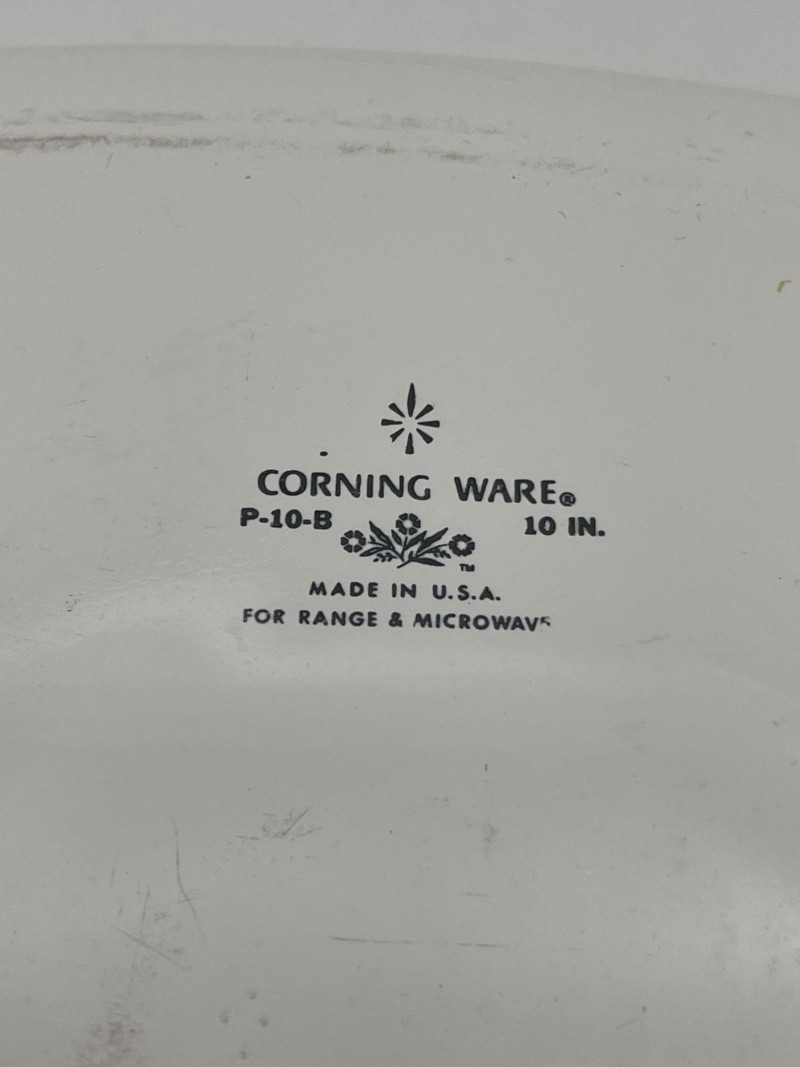 CORNING WARE®
P-10-B 10 IN.
TM
MADE IN U.S.A.
FOR RANGE & MICROWAVE